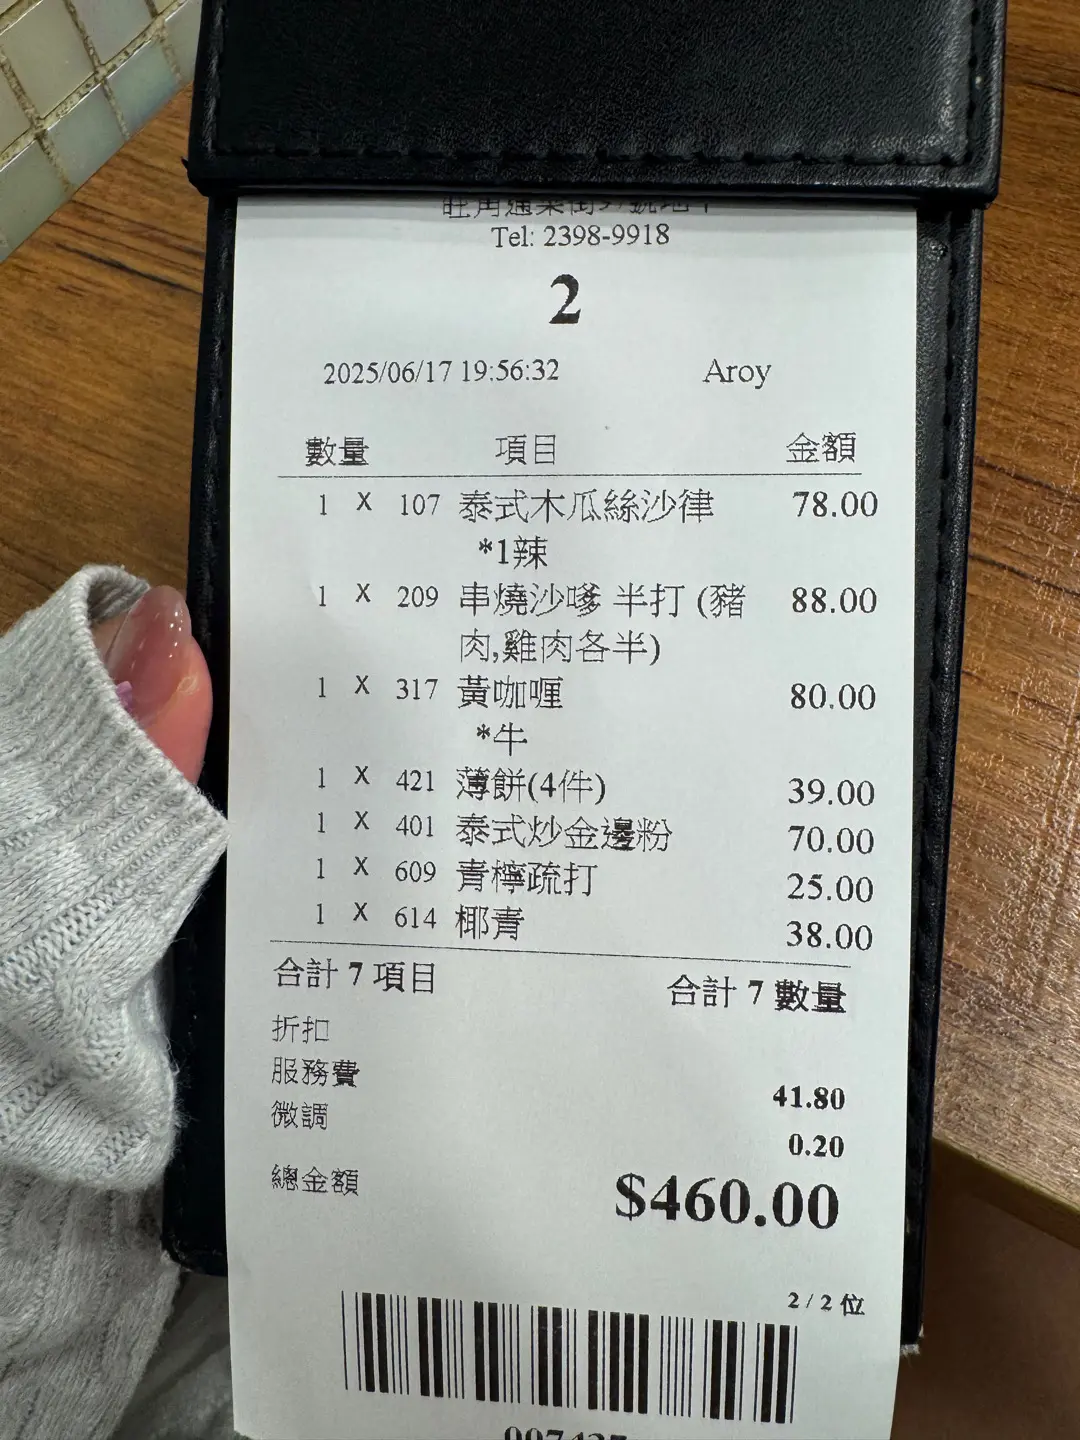 Tel: 2398-9918
2
2025/06/17 19:56:32 Aroy
數量 項目 金額
1 X 107 泰式木瓜絲沙律 78.00
*1辣
1 X 209 串燒沙嗲 半打 (豬 88.00
肉,雞肉各半)
1 X 317 黃咖喱 80.00
*牛
1 X 421 薄餅(4件) 39.00
1 X 401 泰式炒金邊粉 70.00
1 X 609 青檸疏打 25.00
1 X 614 椰青 38.00
合計 7 項目 合計 7 數量
折扣
服務費 41.80
微調 0.20
總金額 $460.00
2 / 2 位